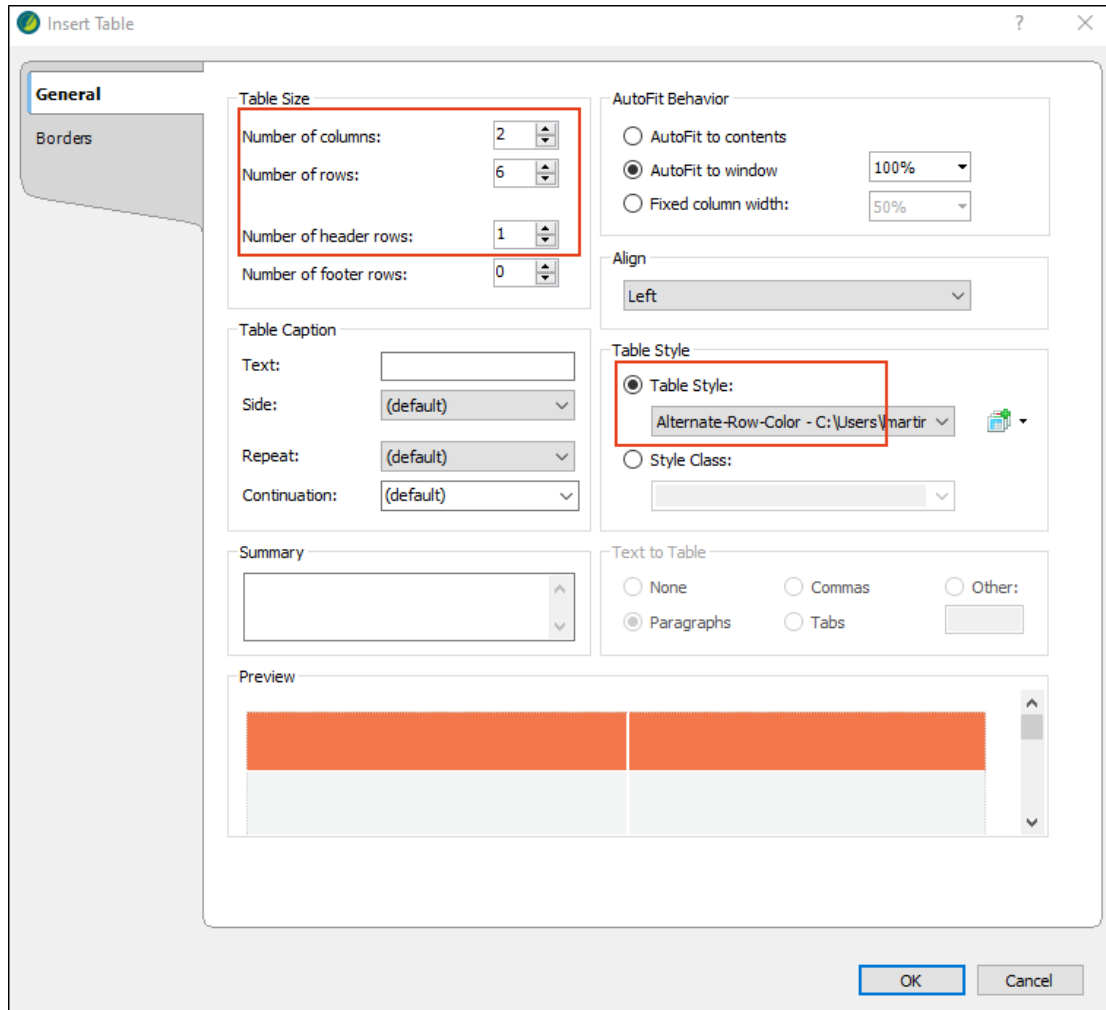 Insert Table
?
General
Borders
Table Size
Number of columns: 2
Number of rows: 6
Number of header rows: 1
Number of footer rows: 0
Table Caption
Text:
Side: (default)
Repeat: (default)
Continuation: (default)
Summary
AutoFit Behavior
AutoFit to contents
AutoFit to window 100%
Fixed column width: 50%
Align
Left
Table Style
Table Style:
Alternate-Row-Color - C:\Users\martir
Style Class:
Text to Table
None Commas Other:
Paragraphs Tabs
Preview
OK Cancel